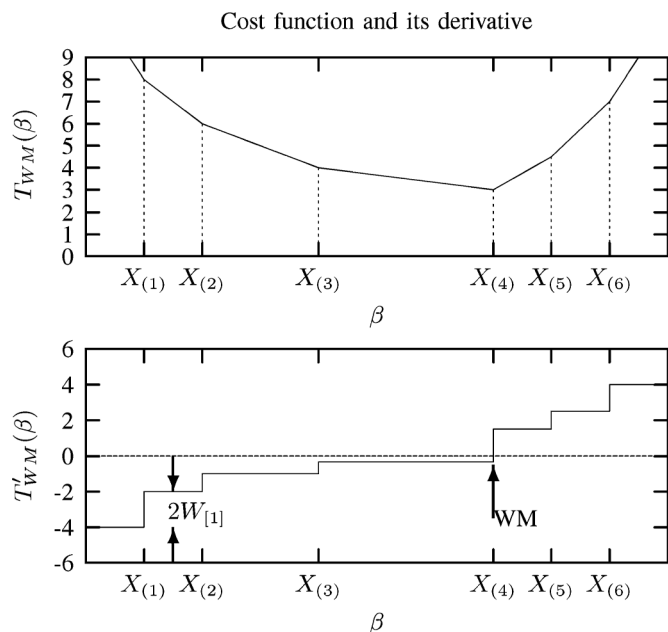 Cost function and its derivative
9
8
7
6
5
4
3
2
1
0
T_{WM}(β)
X_{(1)} X_{(2)} X_{(3)} X_{(4)} X_{(5)} X_{(6)}
β
6
4
2
0
-2
-4
-6
T'_{WM}(β)
2W_{[1]}
WM
X_{(1)} X_{(2)} X_{(3)} X_{(4)} X_{(5)} X_{(6)}
β